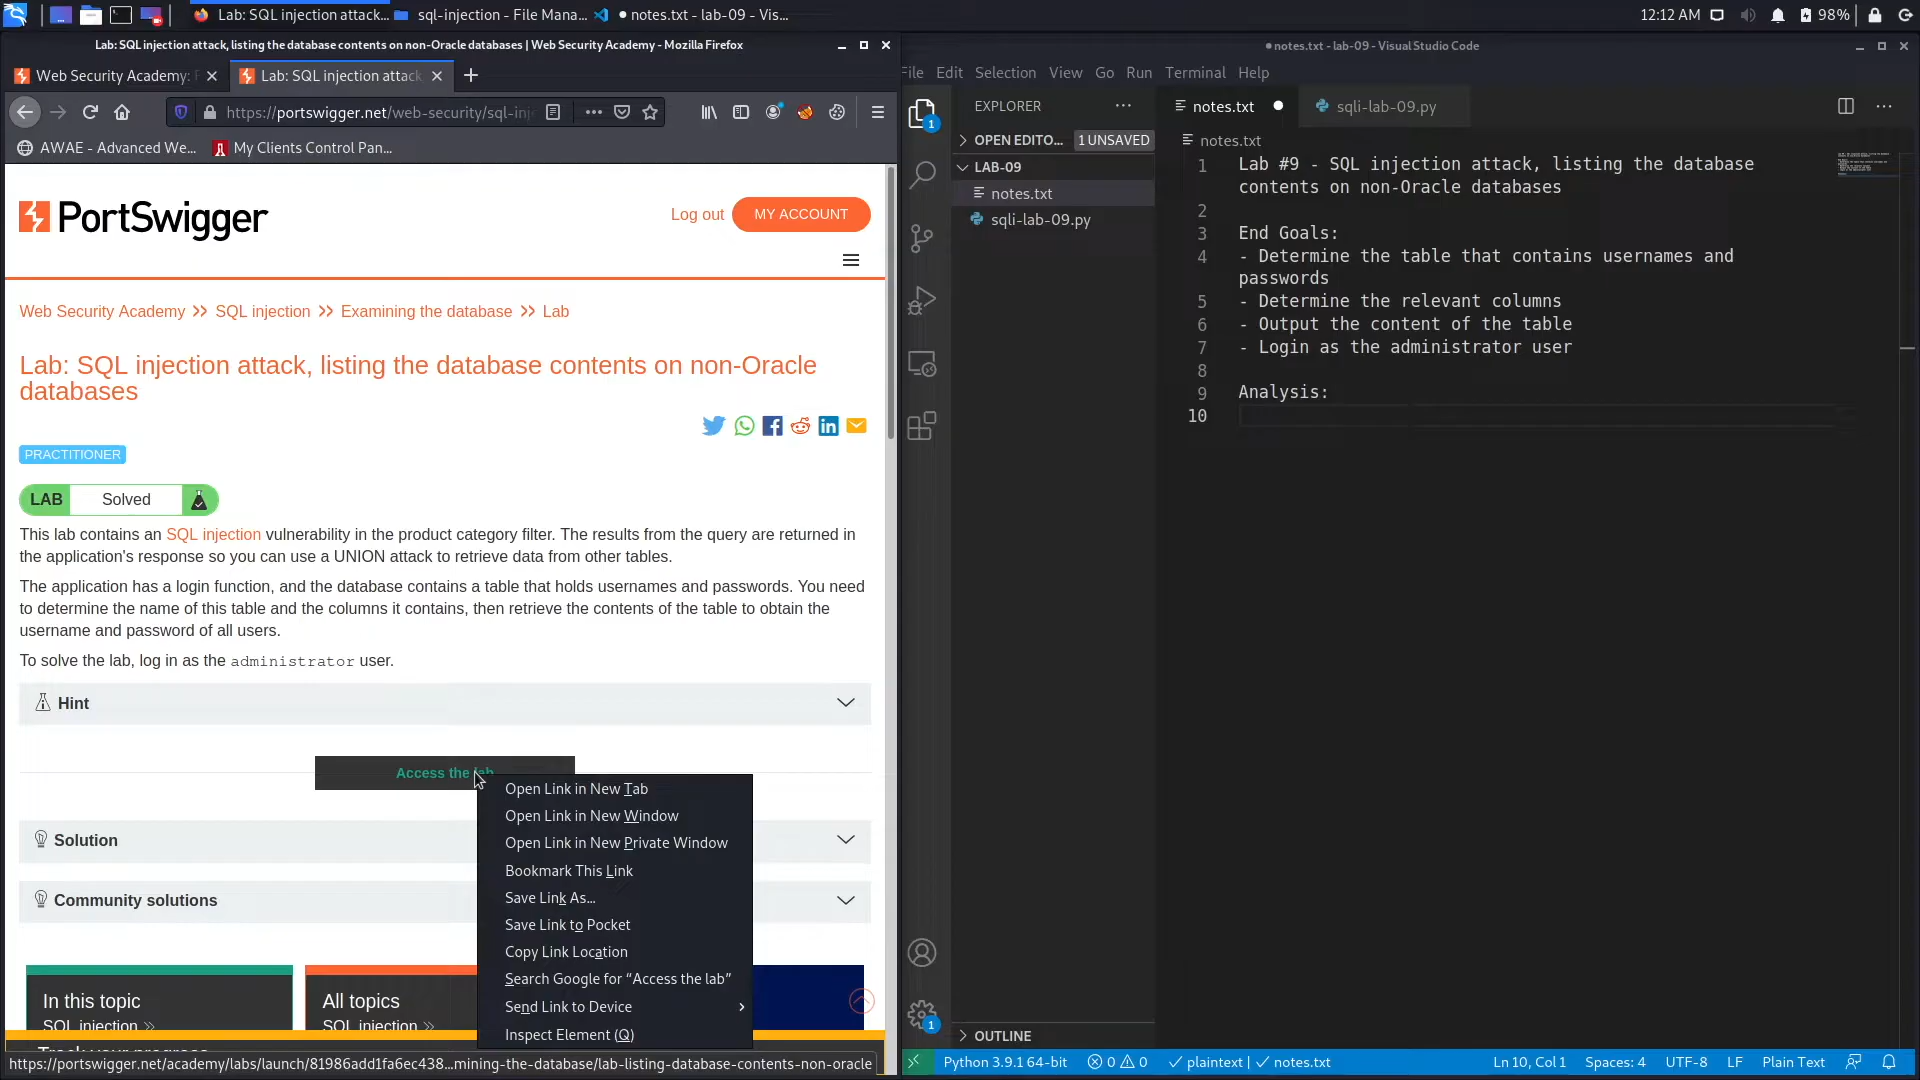 Lab: SQL injection attack...
sql-injection - File Mana...
● notes.txt - lab-09 - Vis...
12:12 AM
98%
Lab: SQL injection attack, listing the database contents on non-Oracle databases | Web Security Academy - Mozilla Firefox
Web Security Academy:
Lab: SQL injection attack
https://portswigger.net/web-security/sql-inj
AWAE - Advanced We...
My Clients Control Pan...
PortSwigger
Log out
MY ACCOUNT
Web Security Academy >> SQL injection >> Examining the database >> Lab
Lab: SQL injection attack, listing the database contents on non-Oracle
databases
PRACTITIONER
LAB Solved
This lab contains an SQL injection vulnerability in the product category filter. The results from the query are returned in
the application's response so you can use a UNION attack to retrieve data from other tables.
The application has a login function, and the database contains a table that holds usernames and passwords. You need
to determine the name of this table and the columns it contains, then retrieve the contents of the table to obtain the
username and password of all users.
To solve the lab, log in as the administrator user.
Hint
Access the lab
Open Link in New Tab
Open Link in New Window
Open Link in New Private Window
Bookmark This Link
Save Link As...
Save Link to Pocket
Copy Link Location
Search Google for “Access the lab”
Send Link to Device
Inspect Element (Q)
Solution
Community solutions
In this topic
SQL injection >>
All topics
SQL injection >>
Track your progress
https://portswigger.net/academy/labs/launch/81986add1fa6ec438...mining-the-database/lab-listing-database-contents-non-oracle
● notes.txt - lab-09 - Visual Studio Code
File Edit Selection View Go Run Terminal Help
1
EXPLORER
OPEN EDITO... 1 UNSAVED
LAB-09
notes.txt
sqli-lab-09.py
OUTLINE
notes.txt ●
sqli-lab-09.py
notes.txt
1 Lab #9 - SQL injection attack, listing the database
contents on non-Oracle databases
2
3 End Goals:
4 - Determine the table that contains usernames and
passwords
5 - Determine the relevant columns
6 - Output the content of the table
7 - Login as the administrator user
8
9 Analysis:
10
1
Python 3.9.1 64-bit
0
0
plaintext |
notes.txt
Ln 10, Col 1
Spaces: 4
UTF-8
LF
Plain Text